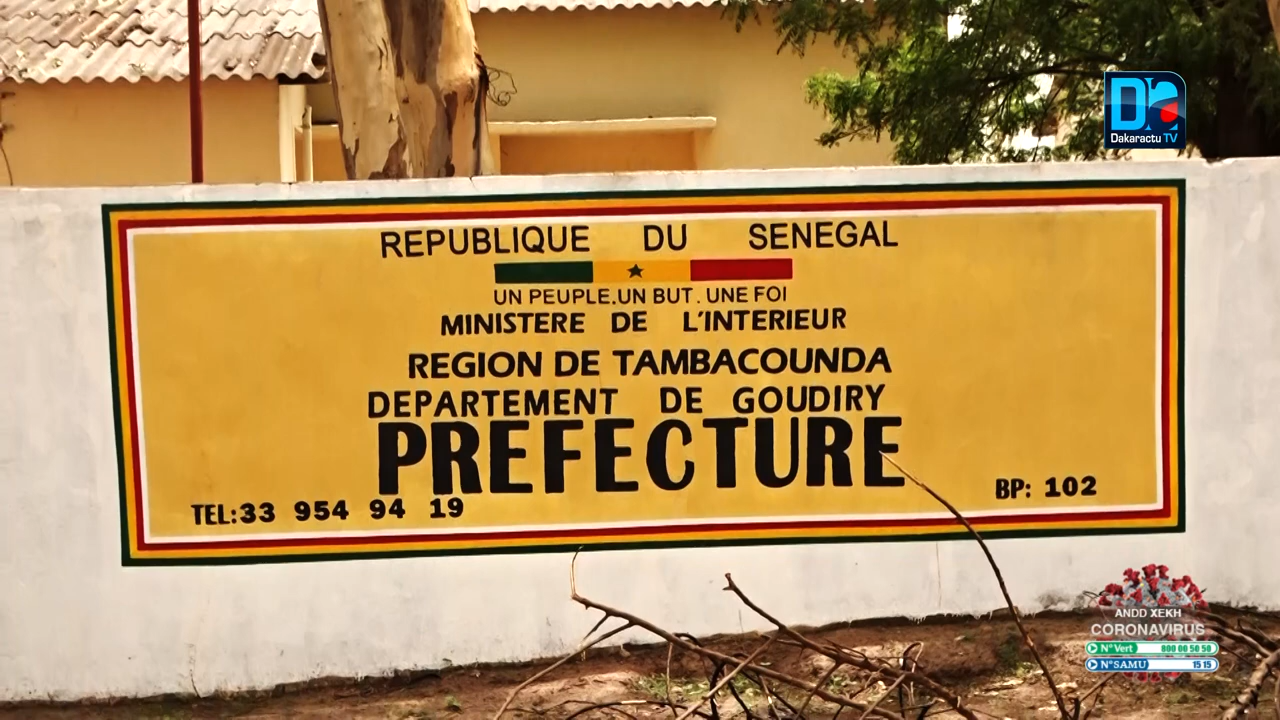 Dakaractu TV
REPUBLIQUE DU SENEGAL
UN PEUPLE.UN BUT. UNE FOI
MINISTERE DE L'INTERIEUR
REGION DE TAMBACOUNDA
DEPARTEMENT DE GOUDIRY
PREFECTURE
TEL:33 954 94 19
BP: 102
ANDD XEKH
CORONAVIRUS
N°Vert 800 00 50 50
N°SAMU 15 15